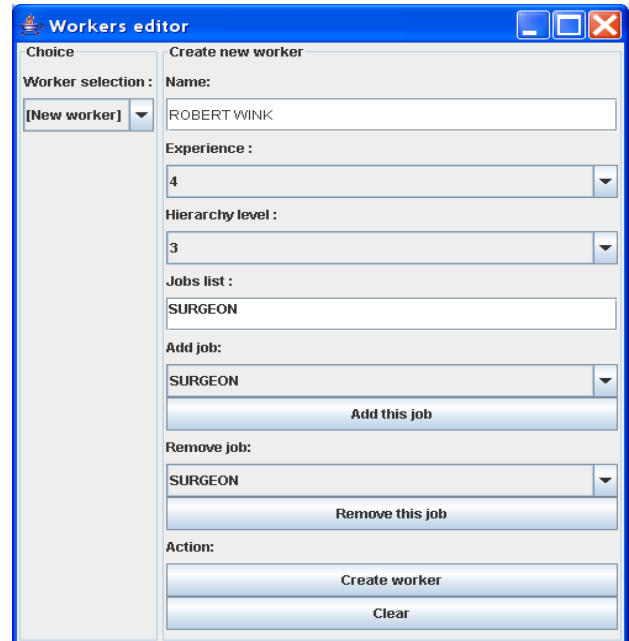 Workers editor
Choice
Worker selection :
[New worker]
Create new worker
Name:
ROBERT WINK
Experience :
4
Hierarchy level :
3
Jobs list :
SURGEON
Add job:
SURGEON
Add this job
Remove job:
SURGEON
Remove this job
Action:
Create worker
Clear